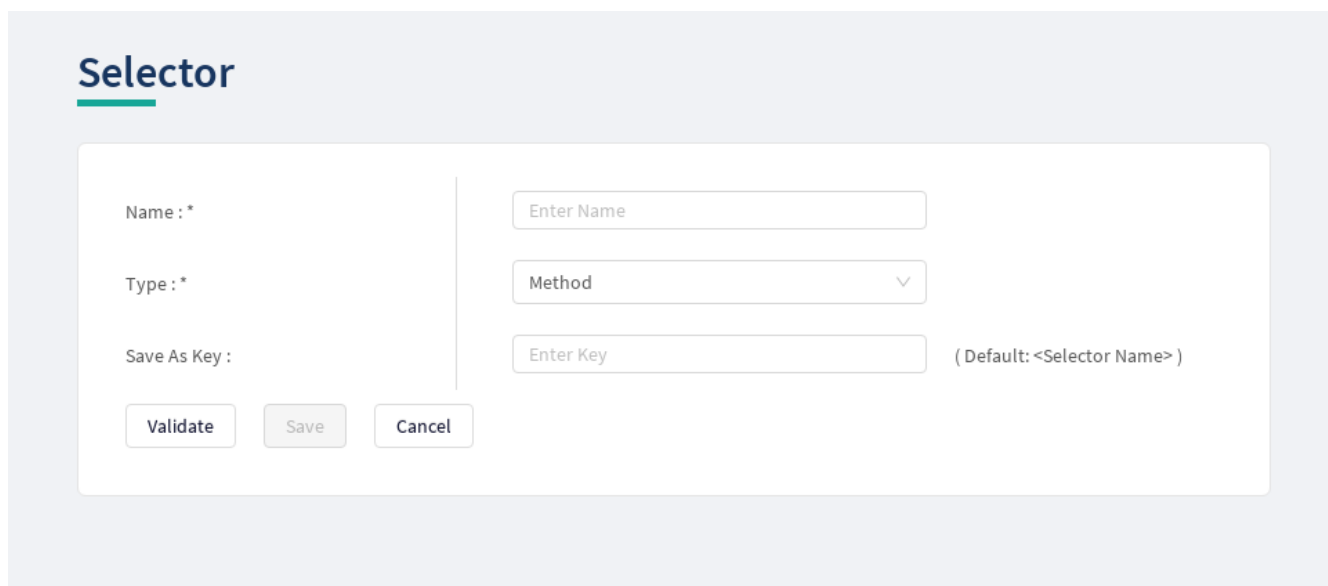 Selector
Name : * Enter Name
Type : * Method
Save As Key : Enter Key ( Default: <Selector Name> )
Validate Save Cancel